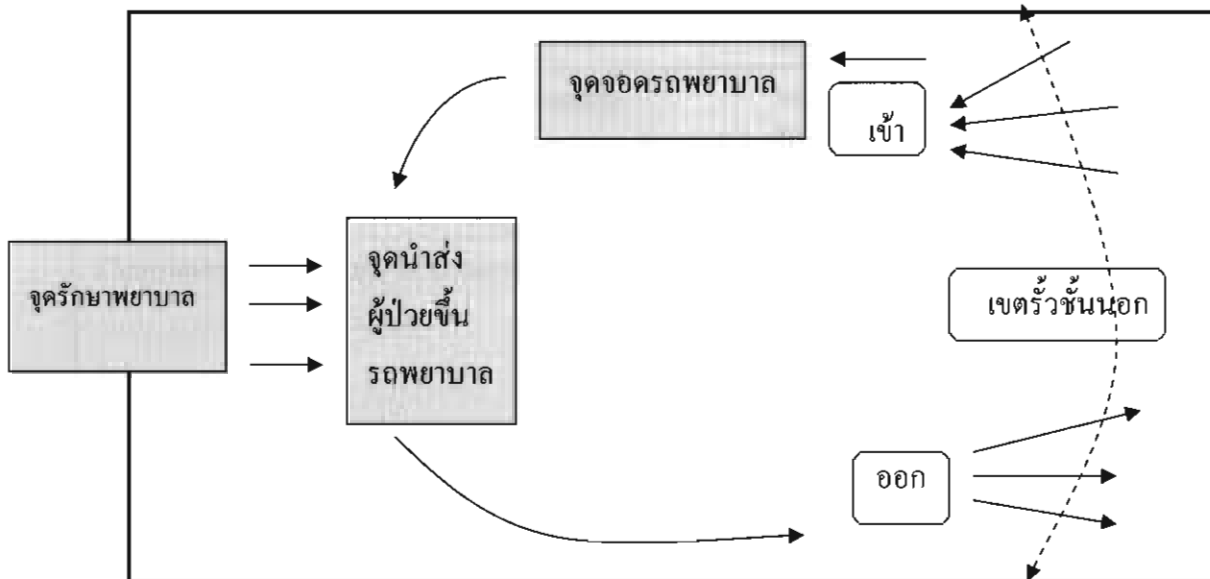 จุดจอดรถพยาบาล
เข้า
จุดนำส่ง
ผู้ป่วยขึ้น
รถพยาบาล
จุดรักษาพยาบาล
เขตรั้วชั้นนอก
ออก